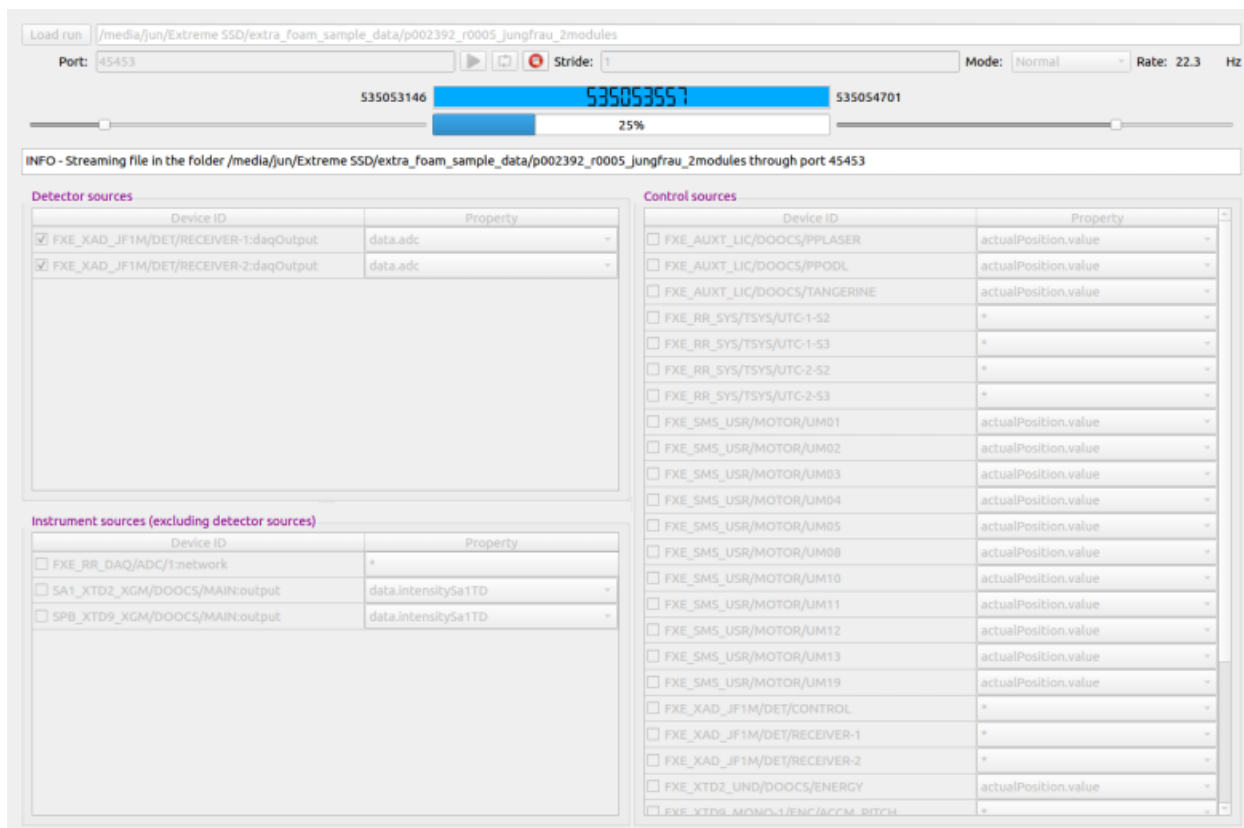 Load run /media/jun/Extreme SSD/extra_foam_sample_data/p002392_r0005_jungfrau_2modules
Port: 45453 Stride: 1 Mode: Normal Rate: 22.3 Hz
535053146 535053557 535054701
25%
INFO - Streaming file in the folder /media/jun/Extreme SSD/extra_foam_sample_data/p002392_r0005_jungfrau_2modules through port 45453
Detector sources
Device ID Property
FXE_XAD_JF1M/DET/RECEIVER-1:daqOutput data.adc
FXE_XAD_JF1M/DET/RECEIVER-2:daqOutput data.adc
Instrument sources (excluding detector sources)
Device ID Property
FXE_RR_DAQ/ADC/1:network *
SA1_XTD2_XGM/DOOCS/MAIN:output data.intensitySa1TD
SPB_XTD9_XGM/DOOCS/MAIN:output data.intensitySa1TD
Control sources
Device ID Property
FXE_AUXT_LIC/DOOCS/PPLASER actualPosition.value
FXE_AUXT_LIC/DOOCS/PPODL actualPosition.value
FXE_AUXT_LIC/DOOCS/TANGERINE actualPosition.value
FXE_RR_SYS/TSYS/UTC-1-S2 *
FXE_RR_SYS/TSYS/UTC-1-S3 *
FXE_RR_SYS/TSYS/UTC-2-S2 *
FXE_RR_SYS/TSYS/UTC-2-S3 *
FXE_SMS_USR/MOTOR/UM01 actualPosition.value
FXE_SMS_USR/MOTOR/UM02 actualPosition.value
FXE_SMS_USR/MOTOR/UM03 actualPosition.value
FXE_SMS_USR/MOTOR/UM04 actualPosition.value
FXE_SMS_USR/MOTOR/UM05 actualPosition.value
FXE_SMS_USR/MOTOR/UM08 actualPosition.value
FXE_SMS_USR/MOTOR/UM10 actualPosition.value
FXE_SMS_USR/MOTOR/UM11 actualPosition.value
FXE_SMS_USR/MOTOR/UM12 actualPosition.value
FXE_SMS_USR/MOTOR/UM13 actualPosition.value
FXE_SMS_USR/MOTOR/UM19 actualPosition.value
FXE_XAD_JF1M/DET/CONTROL *
FXE_XAD_JF1M/DET/RECEIVER-1 *
FXE_XAD_JF1M/DET/RECEIVER-2 *
FXE_XTD2_UND/DOOCS/ENERGY actualPosition.value
FXE_XTD9_MONO-1/ENC/ACCM_PITCH *